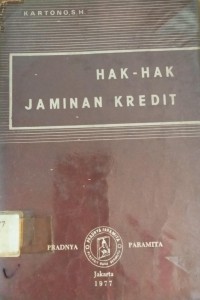 KARTONO, S.H.
HAK-HAK
JAMINAN KREDIT
PRADNYA PARAMITA
Jakarta
1977